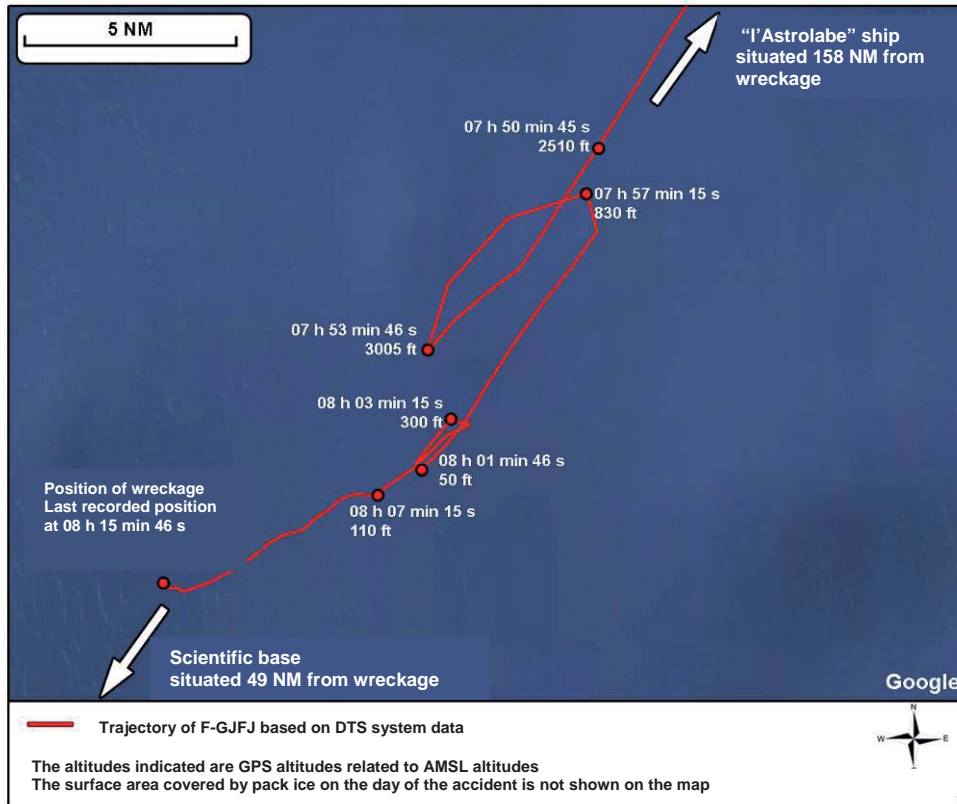 5 NM
“l’Astrolabe” ship
situated 158 NM from
wreckage
07 h 50 min 45 s
2510 ft
07 h 57 min 15 s
830 ft
07 h 53 min 46 s
3005 ft
08 h 03 min 15 s
300 ft
08 h 01 min 46 s
50 ft
Position of wreckage
Last recorded position
at 08 h 15 min 46 s
08 h 07 min 15 s
110 ft
Scientific base
situated 49 NM from wreckage
Google
Trajectory of F-GJFJ based on DTS system data
N
W
E
S
The altitudes indicated are GPS altitudes related to AMSL altitudes
The surface area covered by pack ice on the day of the accident is not shown on the map